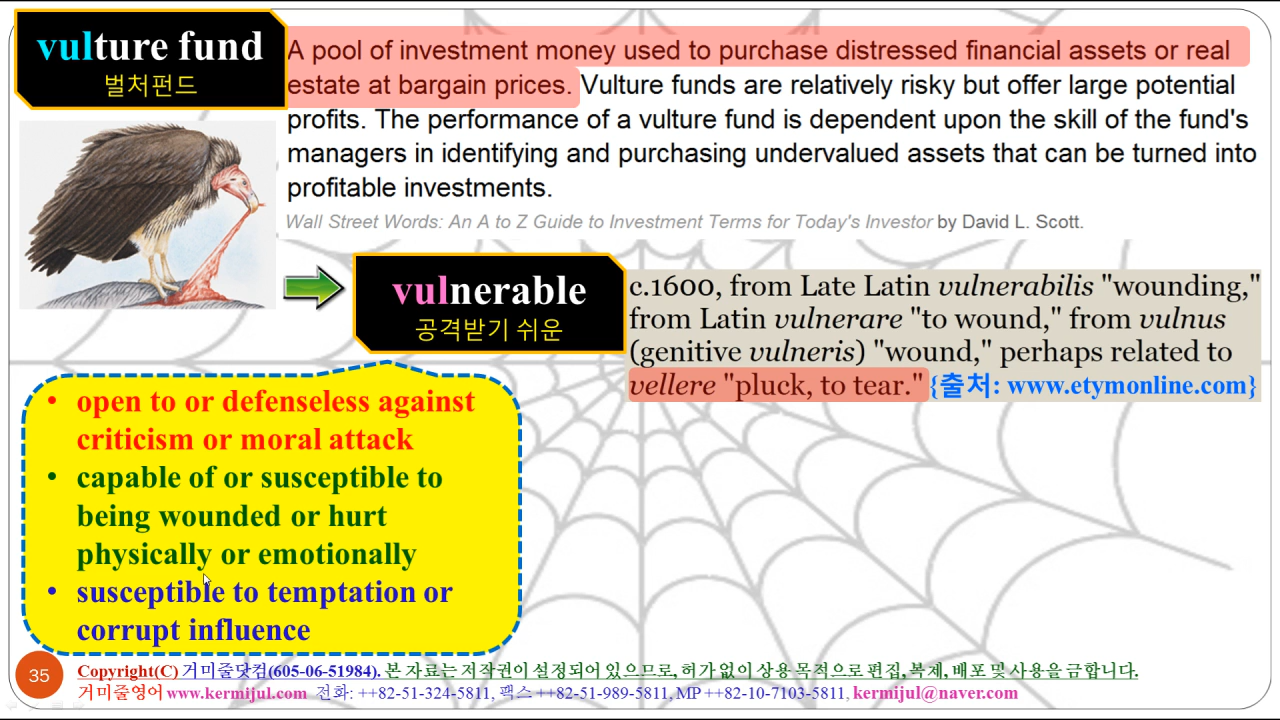 vulture fund
벌처펀드
A pool of investment money used to purchase distressed financial assets or real
estate at bargain prices. Vulture funds are relatively risky but offer large potential
profits. The performance of a vulture fund is dependent upon the skill of the fund's
managers in identifying and purchasing undervalued assets that can be turned into
profitable investments.
Wall Street Words: An A to Z Guide to Investment Terms for Today's Investor by David L. Scott.
vulnerable
공격받기 쉬운
c.1600, from Late Latin vulnerabilis "wounding,"
from Latin vulnerare "to wound," from vulnus
(genitive vulneris) "wound," perhaps related to
vellere "pluck, to tear." {출처: www.etymonline.com}
• open to or defenseless against
criticism or moral attack
• capable of or susceptible to
being wounded or hurt
physically or emotionally
• susceptible to temptation or
corrupt influence
35
Copyright(C) 거미줄닷컴(605-06-51984). 본 자료는 저작권이 설정되어 있으므로, 허가 없이 상용 목적으로 편집, 복제, 배포 및 사용을 금합니다.
거미줄영어 www.kermijul.com 전화: ++82-51-324-5811, 팩스 ++82-51-989-5811, MP ++82-10-7103-5811, kermijul@naver.com